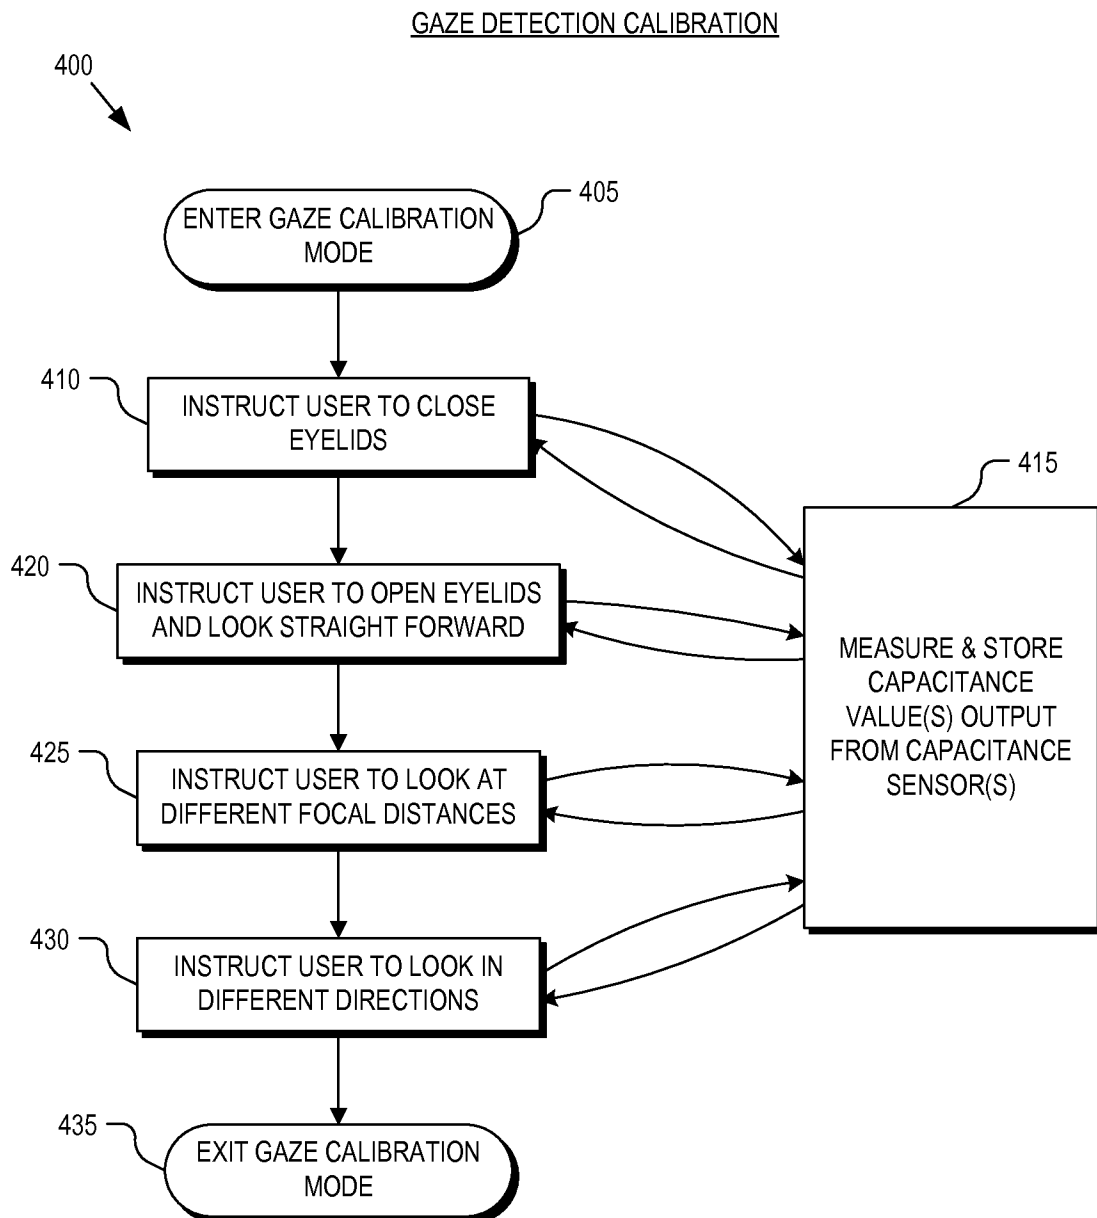 GAZE DETECTION CALIBRATION
400
405
ENTER GAZE CALIBRATION
MODE
410
INSTRUCT USER TO CLOSE
EYELIDS
415
420
INSTRUCT USER TO OPEN EYELIDS
AND LOOK STRAIGHT FORWARD
MEASURE & STORE
CAPACITANCE
VALUE(S) OUTPUT
FROM CAPACITANCE
SENSOR(S)
425
INSTRUCT USER TO LOOK AT
DIFFERENT FOCAL DISTANCES
430
INSTRUCT USER TO LOOK IN
DIFFERENT DIRECTIONS
435
EXIT GAZE CALIBRATION
MODE